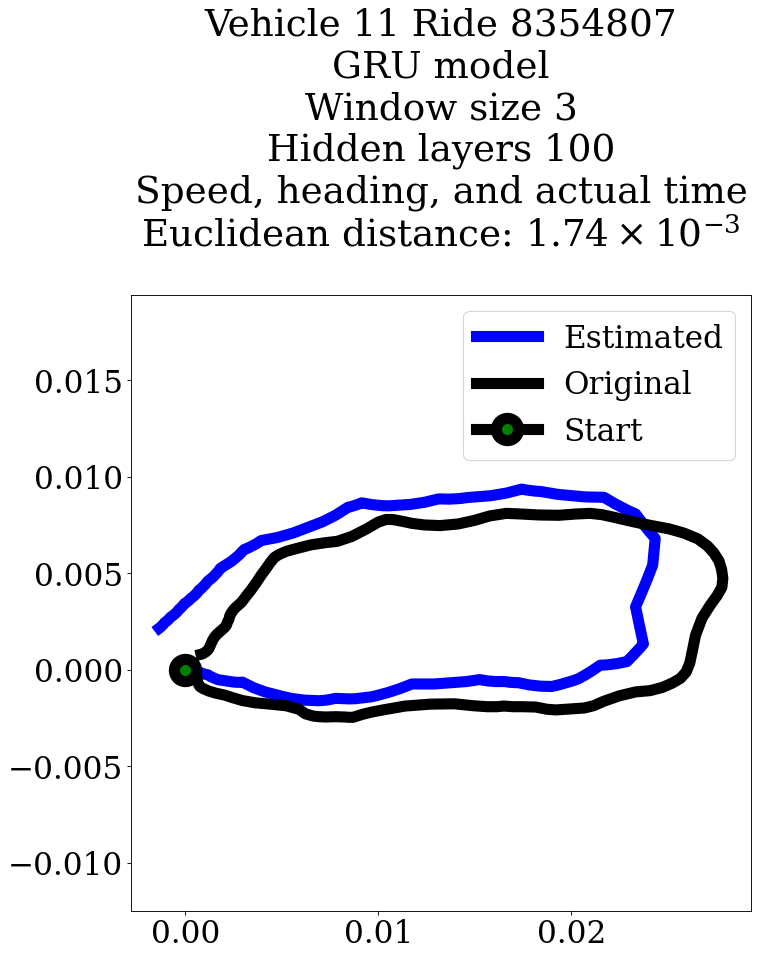 Vehicle 11 Ride 8354807
GRU model
Window size 3
Hidden layers 100
Speed, heading, and actual time
Euclidean distance: 1.74 × 10⁻³
Estimated
Original
Start
0.015
0.010
0.005
0.000
−0.005
−0.010
0.00 0.01 0.02